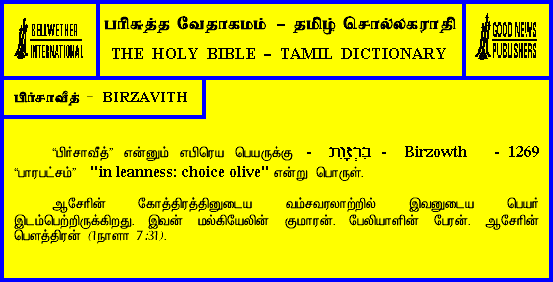 BELLWETHER
INTERNATIONAL
பரிசுத்த வேதாகமம் – தமிழ் சொல்லகராதி
THE HOLY BIBLE – TAMIL DICTIONARY
GOOD NEWS
PUBLISHERS
பிர்சாவீத் – BIRZAVITH
“பிர்சாவீத்” என்னும் எபிரெய பெயருக்கு - - Birzowth - 1269
“பாரபட்சம்” "in leanness: choice olive" என்று பொருள்.
ஆசேரின் கோத்திரத்தினுடைய வம்சவரலாற்றில் இவனுடைய பெயர்
இடம்பெற்றிருக்கிறது. இவன் மல்கியேலின் குமாரன். பேலியாளின் பேரன். ஆசேரின்
பௌத்திரன் (1நாளா 7:31).